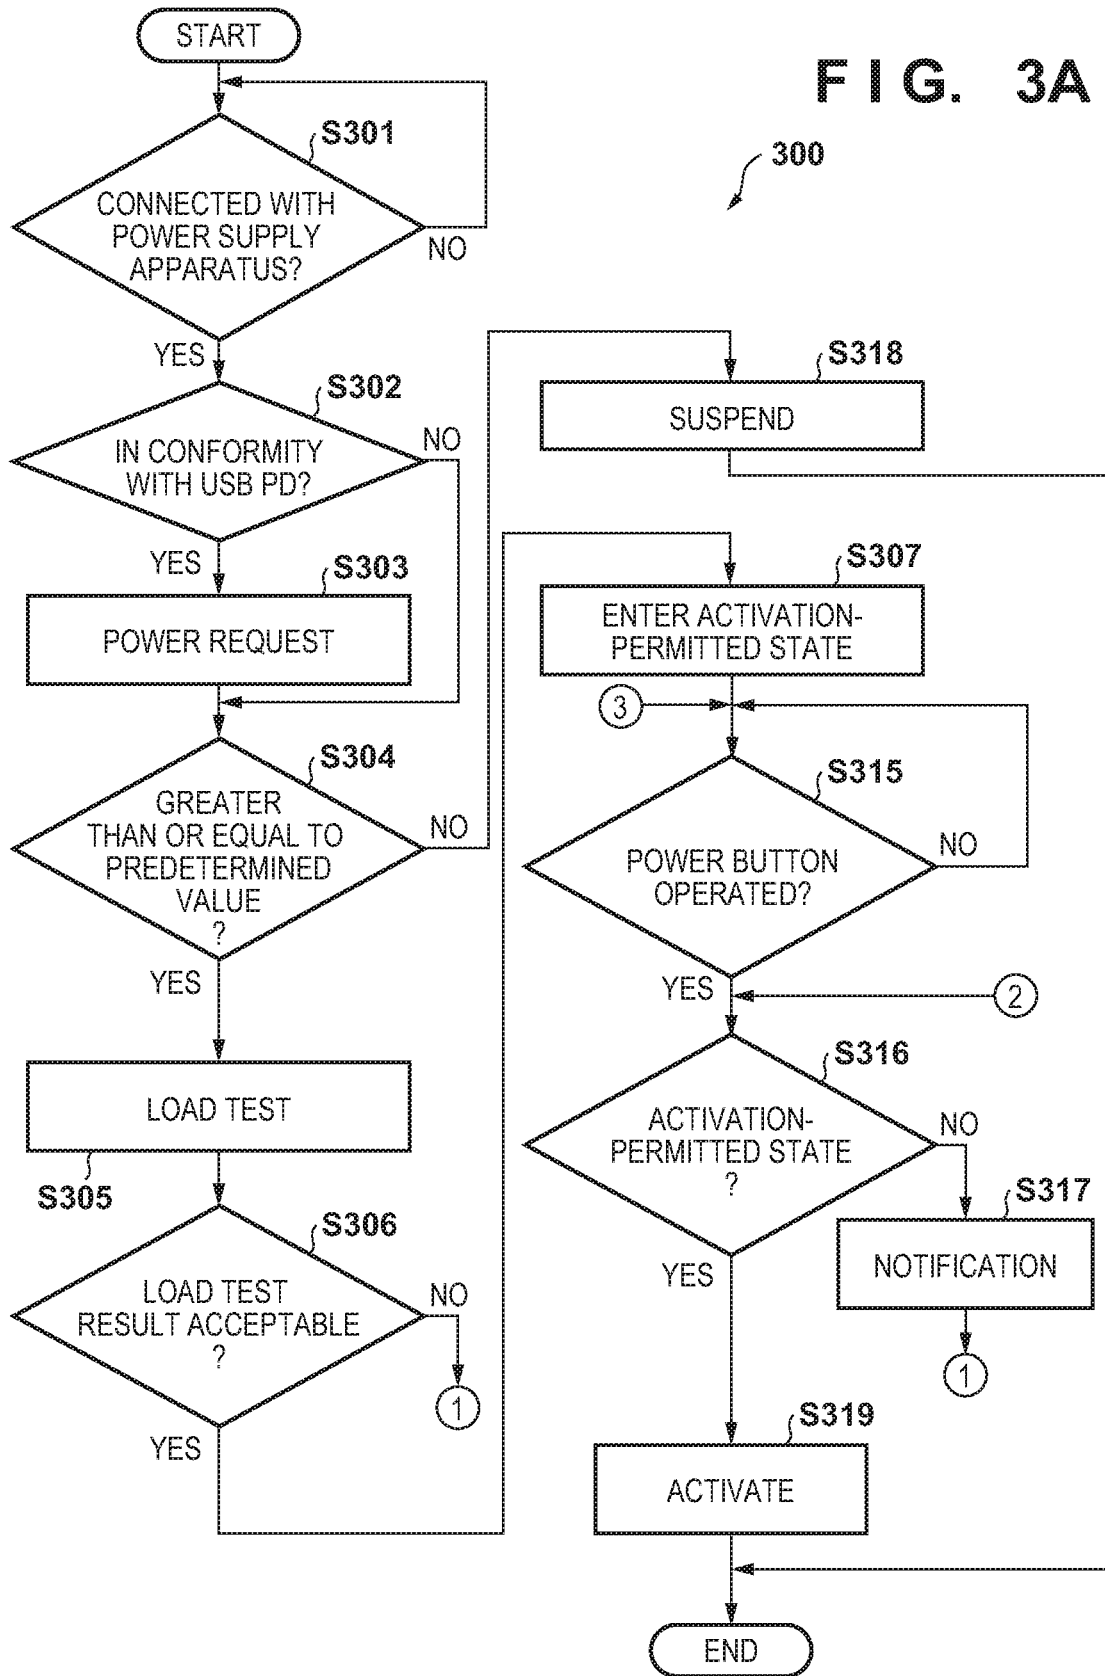 START
FIG. 3A
300
S301
CONNECTED WITH
POWER SUPPLY
APPARATUS?
NO
YES
S302
IN CONFORMITY
WITH USB PD?
NO
YES
S303
POWER REQUEST
S304
GREATER
THAN OR EQUAL TO
PREDETERMINED
VALUE
?
NO
YES
LOAD TEST
S305
S306
LOAD TEST
RESULT ACCEPTABLE
?
NO
1
YES
S318
SUSPEND
S307
ENTER ACTIVATION-
PERMITTED STATE
3
S315
POWER BUTTON
OPERATED?
NO
YES
2
S316
ACTIVATION-
PERMITTED STATE
?
NO
S317
NOTIFICATION
1
YES
S319
ACTIVATE
END